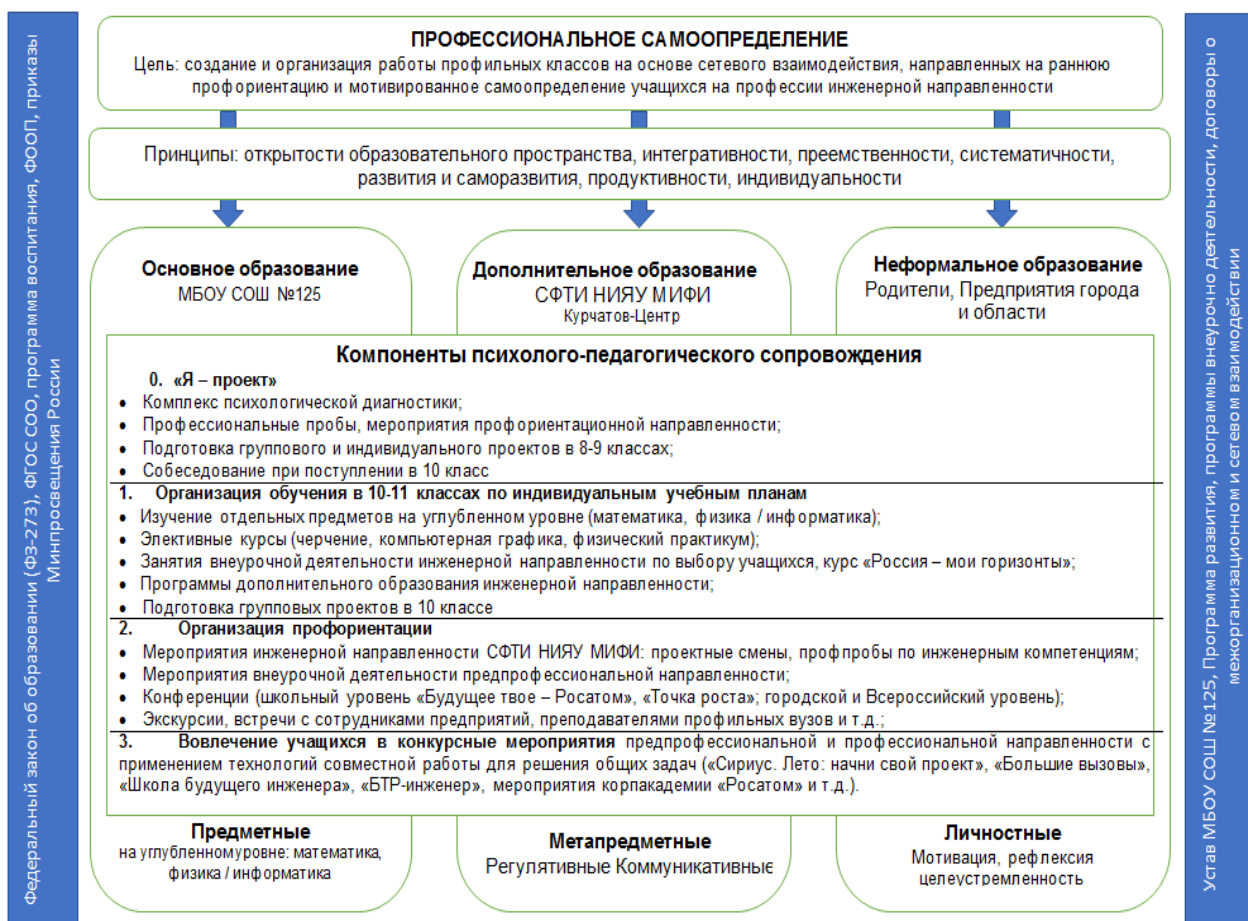 Федеральный закон об образовании (ФЗ-273), ФГОС СОО, программа воспитания, ФООП, приказы
Минпросвещения России
ПРОФЕССИОНАЛЬНОЕ САМООПРЕДЕЛЕНИЕ
Цель: создание и организация работы профильных классов на основе сетевого взаимодействия, направленных на раннюю
профориентацию и мотивированное самоопределение учащихся на профессии инженерной направленности
Принципы: открытости образовательного пространства, интегративности, преемственности, систематичности,
развития и саморазвития, продуктивности, индивидуальности
Основное образование
МБОУ СОШ №125
Дополнительное образование
СФТИ НИЯУ МИФИ
Курчатов-Центр
Неформальное образование
Родители, Предприятия города
и области
Компоненты психолого-педагогического сопровождения
0. «Я – проект»
• Комплекс психологической диагностики;
• Профессиональные пробы, мероприятия профориентационной направленности;
• Подготовка группового и индивидуального проектов в 8-9 классах;
• Собеседование при поступлении в 10 класс
1. Организация обучения в 10-11 классах по индивидуальным учебным планам
• Изучение отдельных предметов на углубленном уровне (математика, физика / информатика);
• Элективные курсы (черчение, компьютерная графика, физический практикум);
• Занятия внеурочной деятельности инженерной направленности по выбору учащихся, курс «Россия – мои горизонты»;
• Программы дополнительного образования инженерной направленности;
• Подготовка групповых проектов в 10 классе
2. Организация профориентации
• Мероприятия инженерной направленности СФТИ НИЯУ МИФИ: проектные смены, профпробы по инженерным компетенциям;
• Мероприятия внеурочной деятельности предпрофессиональной направленности;
• Конференции (школьный уровень «Будущее твое – Росатом», «Точка роста»; городской и Всероссийский уровень);
• Экскурсии, встречи с сотрудниками предприятий, преподавателями профильных вузов и т.д.;
3. Вовлечение учащихся в конкурсные мероприятия предпрофессиональной и профессиональной направленности с
применением технологий совместной работы для решения общих задач («Сириус. Лето: начни свой проект», «Большие вызовы»,
«Школа будущего инженера», «БТР-инженер», мероприятия корпакадемии «Росатом» и т.д.).
Предметные
на углубленном уровне: математика,
физика / информатика
Метапредметные
Регулятивные Коммуникативные
Личностные
Мотивация, рефлексия
целеустремленность
Устав МБОУ СОШ №125, Программа развития, программы внеурочно деятельности, договоры о
межорганизационном и сетевом взаимодействии